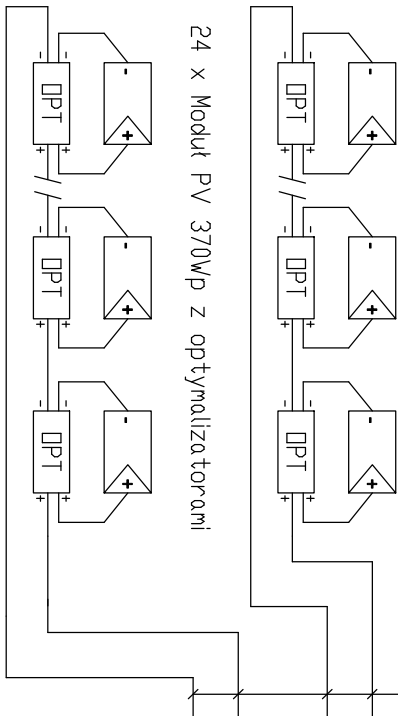 24 x Moduł PV 370Wp z optymalizatorami
- + OPT - +
- +
- + OPT - +
- +
- + OPT - +
- +
- + OPT - +
- +
- + OPT - +
- +
- + OPT - +
- +